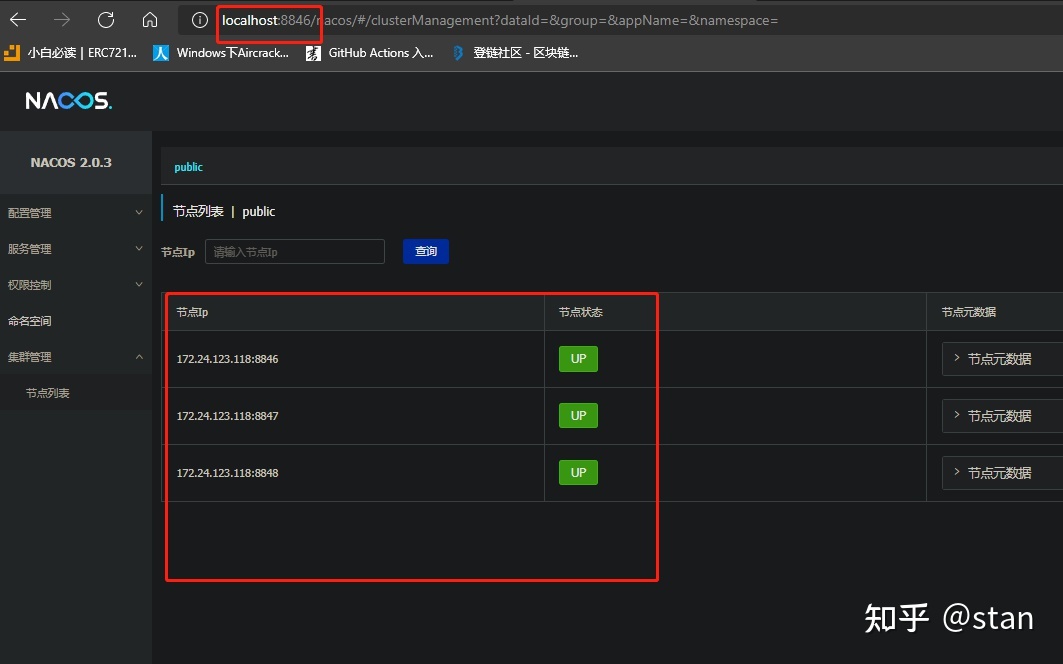 localhost:8846/nacos/#/clusterManagement?dataId=&group=&appName=&namespace=
小白必读 | ERC721... Windows下Aircrack... GitHub Actions 入... 登链社区 - 区块链...
NACOS.
NACOS 2.0.3
配置管理
服务管理
权限控制
命名空间
集群管理
节点列表
public
节点列表 | public
节点Ip 请输入节点Ip 查询
节点Ip 节点状态 节点元数据
172.24.123.118:8846 UP > 节点元数据
172.24.123.118:8847 UP > 节点元数据
172.24.123.118:8848 UP > 节点元数据
知乎 @stan